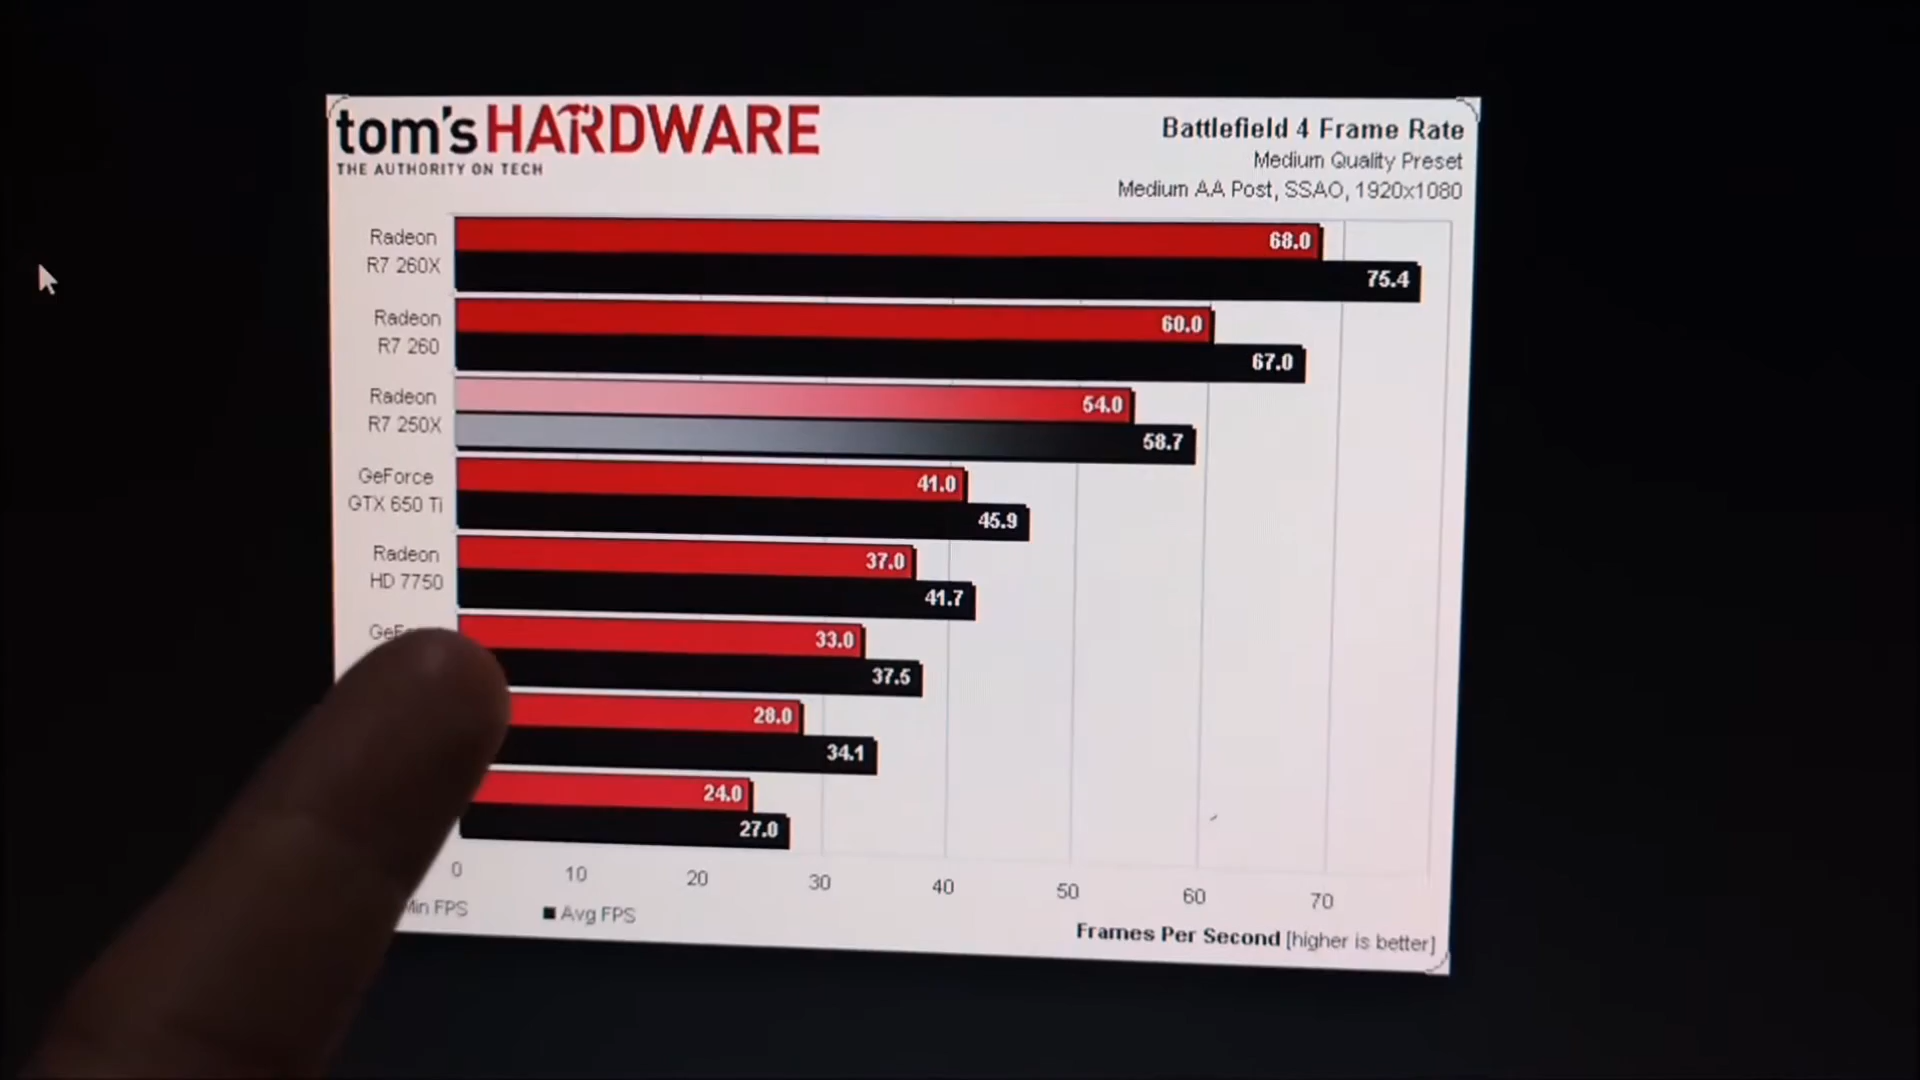 tom's HARDWARE
THE AUTHORITY ON TECH
Battlefield 4 Frame Rate
Medium Quality Preset
Medium AA Post, SSAO, 1920x1080
Radeon
R7 260X
68.0
75.4
Radeon
R7 260
60.0
67.0
Radeon
R7 250X
54.0
58.7
GeForce
GTX 650 Ti
41.0
45.9
Radeon
HD 7750
37.0
41.7
33.0
37.5
28.0
34.1
24.0
27.0
0 10 20 30 40 50 60 70
Min FPS Avg FPS
Frames Per Second [higher is better]